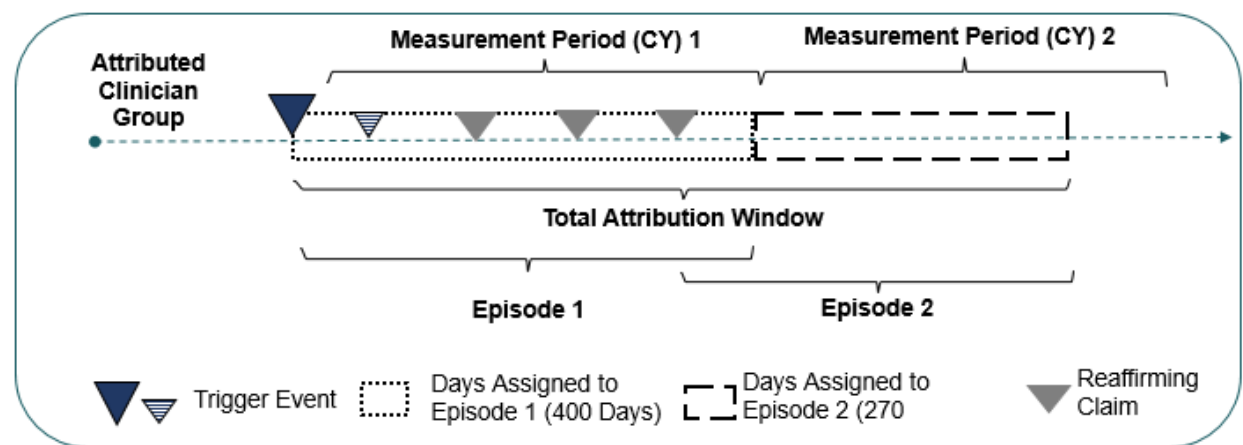 Measurement Period (CY) 1
Measurement Period (CY) 2
Attributed
Clinician
Group
Total Attribution Window
Episode 1
Episode 2
Trigger Event
Days Assigned to
Episode 1 (400 Days)
Days Assigned to
Episode 2 (270
Reaffirming
Claim